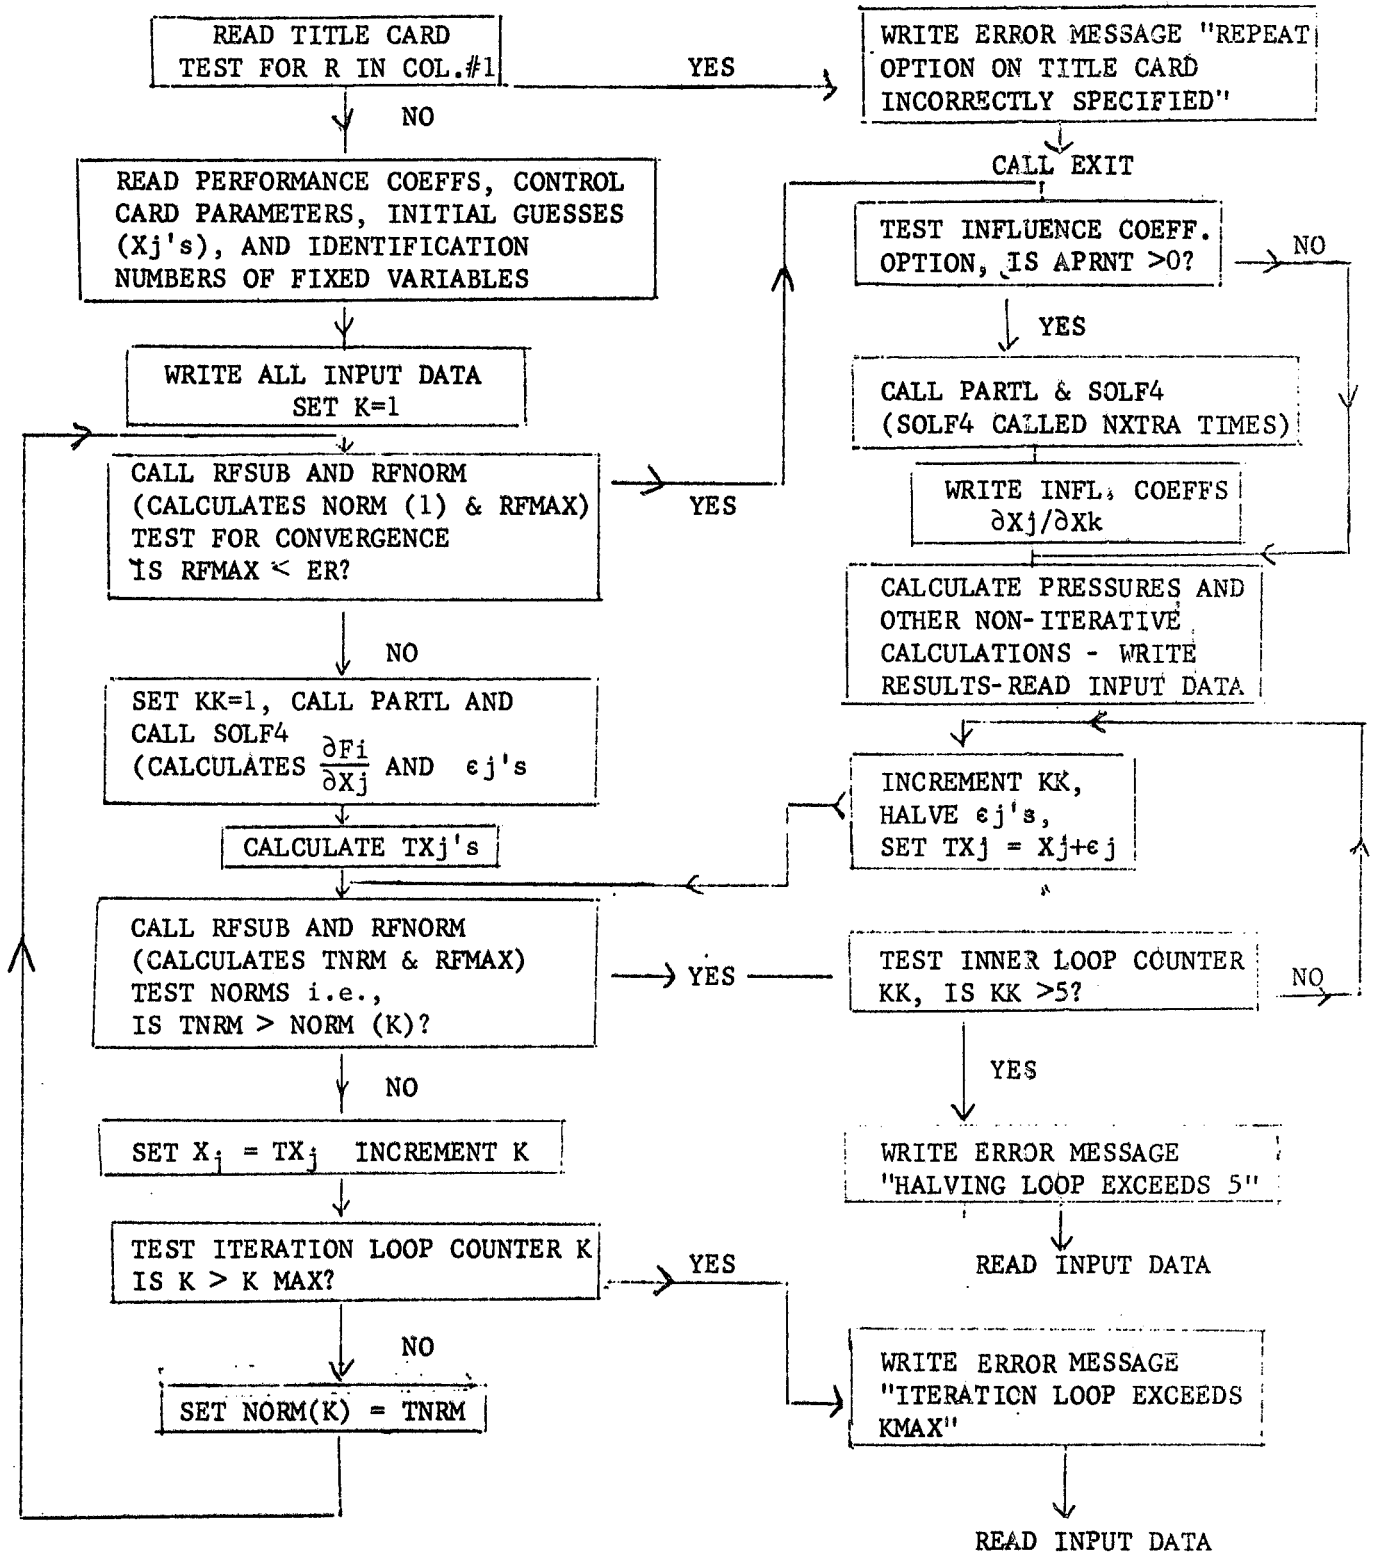 READ TITLE CARD
TEST FOR R IN COL.#1
YES
NO
WRITE ERROR MESSAGE "REPEAT
OPTION ON TITLE CARD
INCORRECTLY SPECIFIED"
CALL EXIT
READ PERFORMANCE COEFFS, CONTROL
CARD PARAMETERS, INITIAL GUESSES
(Xj's), AND IDENTIFICATION
NUMBERS OF FIXED VARIABLES
WRITE ALL INPUT DATA
SET K=1
CALL RFSUB AND RFNORM
(CALCULATES NORM (1) & RFMAX)
TEST FOR CONVERGENCE
IS RFMAX < ER?
YES
NO
TEST INFLUENCE COEFF.
OPTION, IS APRNT >0?
NO
YES
CALL PARTL & SOLF4
(SOLF4 CALLED NXTRA TIMES)
WRITE INFL. COEFFS
∂Xj/∂Xk
CALCULATE PRESSURES AND
OTHER NON-ITERATIVE
CALCULATIONS - WRITE
RESULTS-READ INPUT DATA
SET KK=1, CALL PARTL AND
CALL SOLF4
(CALCULATES ∂Fi/∂Xj AND εj's
CALCULATE TXj's
INCREMENT KK,
HALVE εj's,
SET TXj = Xj+εj
CALL RFSUB AND RFNORM
(CALCULATES TNRM & RFMAX)
TEST NORMS i.e.,
IS TNRM > NORM (K)?
YES
NO
TEST INNER LOOP COUNTER
KK, IS KK >5?
NO
YES
WRITE ERROR MESSAGE
"HALVING LOOP EXCEEDS 5"
READ INPUT DATA
SET Xj = TXj INCREMENT K
TEST ITERATION LOOP COUNTER K
IS K > K MAX?
YES
NO
SET NORM(K) = TNRM
WRITE ERROR MESSAGE
"ITERATION LOOP EXCEEDS
KMAX"
READ INPUT DATA